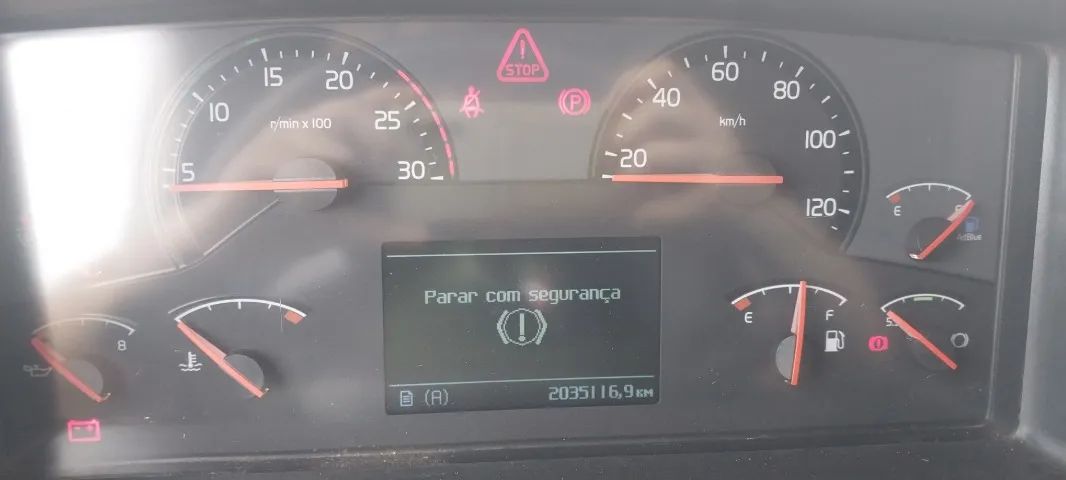 STOP
P
5
10
15
20
25
30
r/min x 100
20
40
60
80
100
120
km/h
E
AdBlue
Parar com segurança
(A)
2035116,9 KM
8
E
F